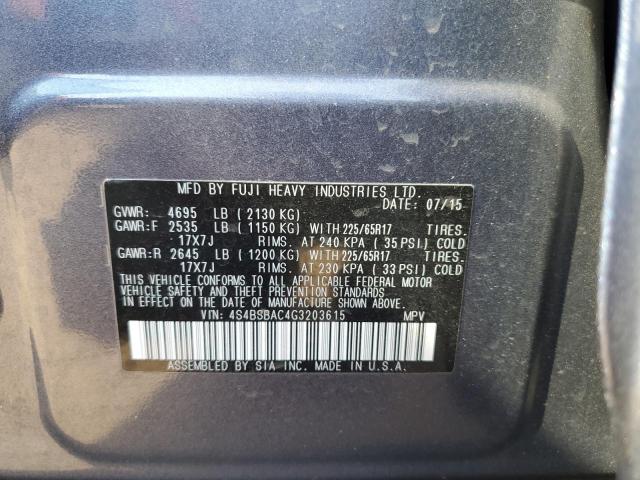 MFD BY FUJI HEAVY INDUSTRIES LTD.
DATE: 07/15
GVWR: 4695 LB ( 2130 KG)
GAWR:F 2535 LB ( 1150 KG) WITH 225/65R17 TIRES.
17X7J RIMS. AT 240 KPA ( 35 PSI) COLD
GAWR:R 2645 LB ( 1200 KG) WITH 225/65R17 TIRES.
17X7J RIMS. AT 230 KPA ( 33 PSI) COLD
THIS VEHICLE CONFORMS TO ALL APPLICABLE FEDERAL MOTOR
VEHICLE SAFETY AND THEFT PREVENTION STANDARDS
IN EFFECT ON THE DATE OF MANUFACTURE SHOWN ABOVE.
VIN: 4S4BSBAC4G3203615 MPV
ASSEMBLED BY SIA INC. MADE IN U.S.A.